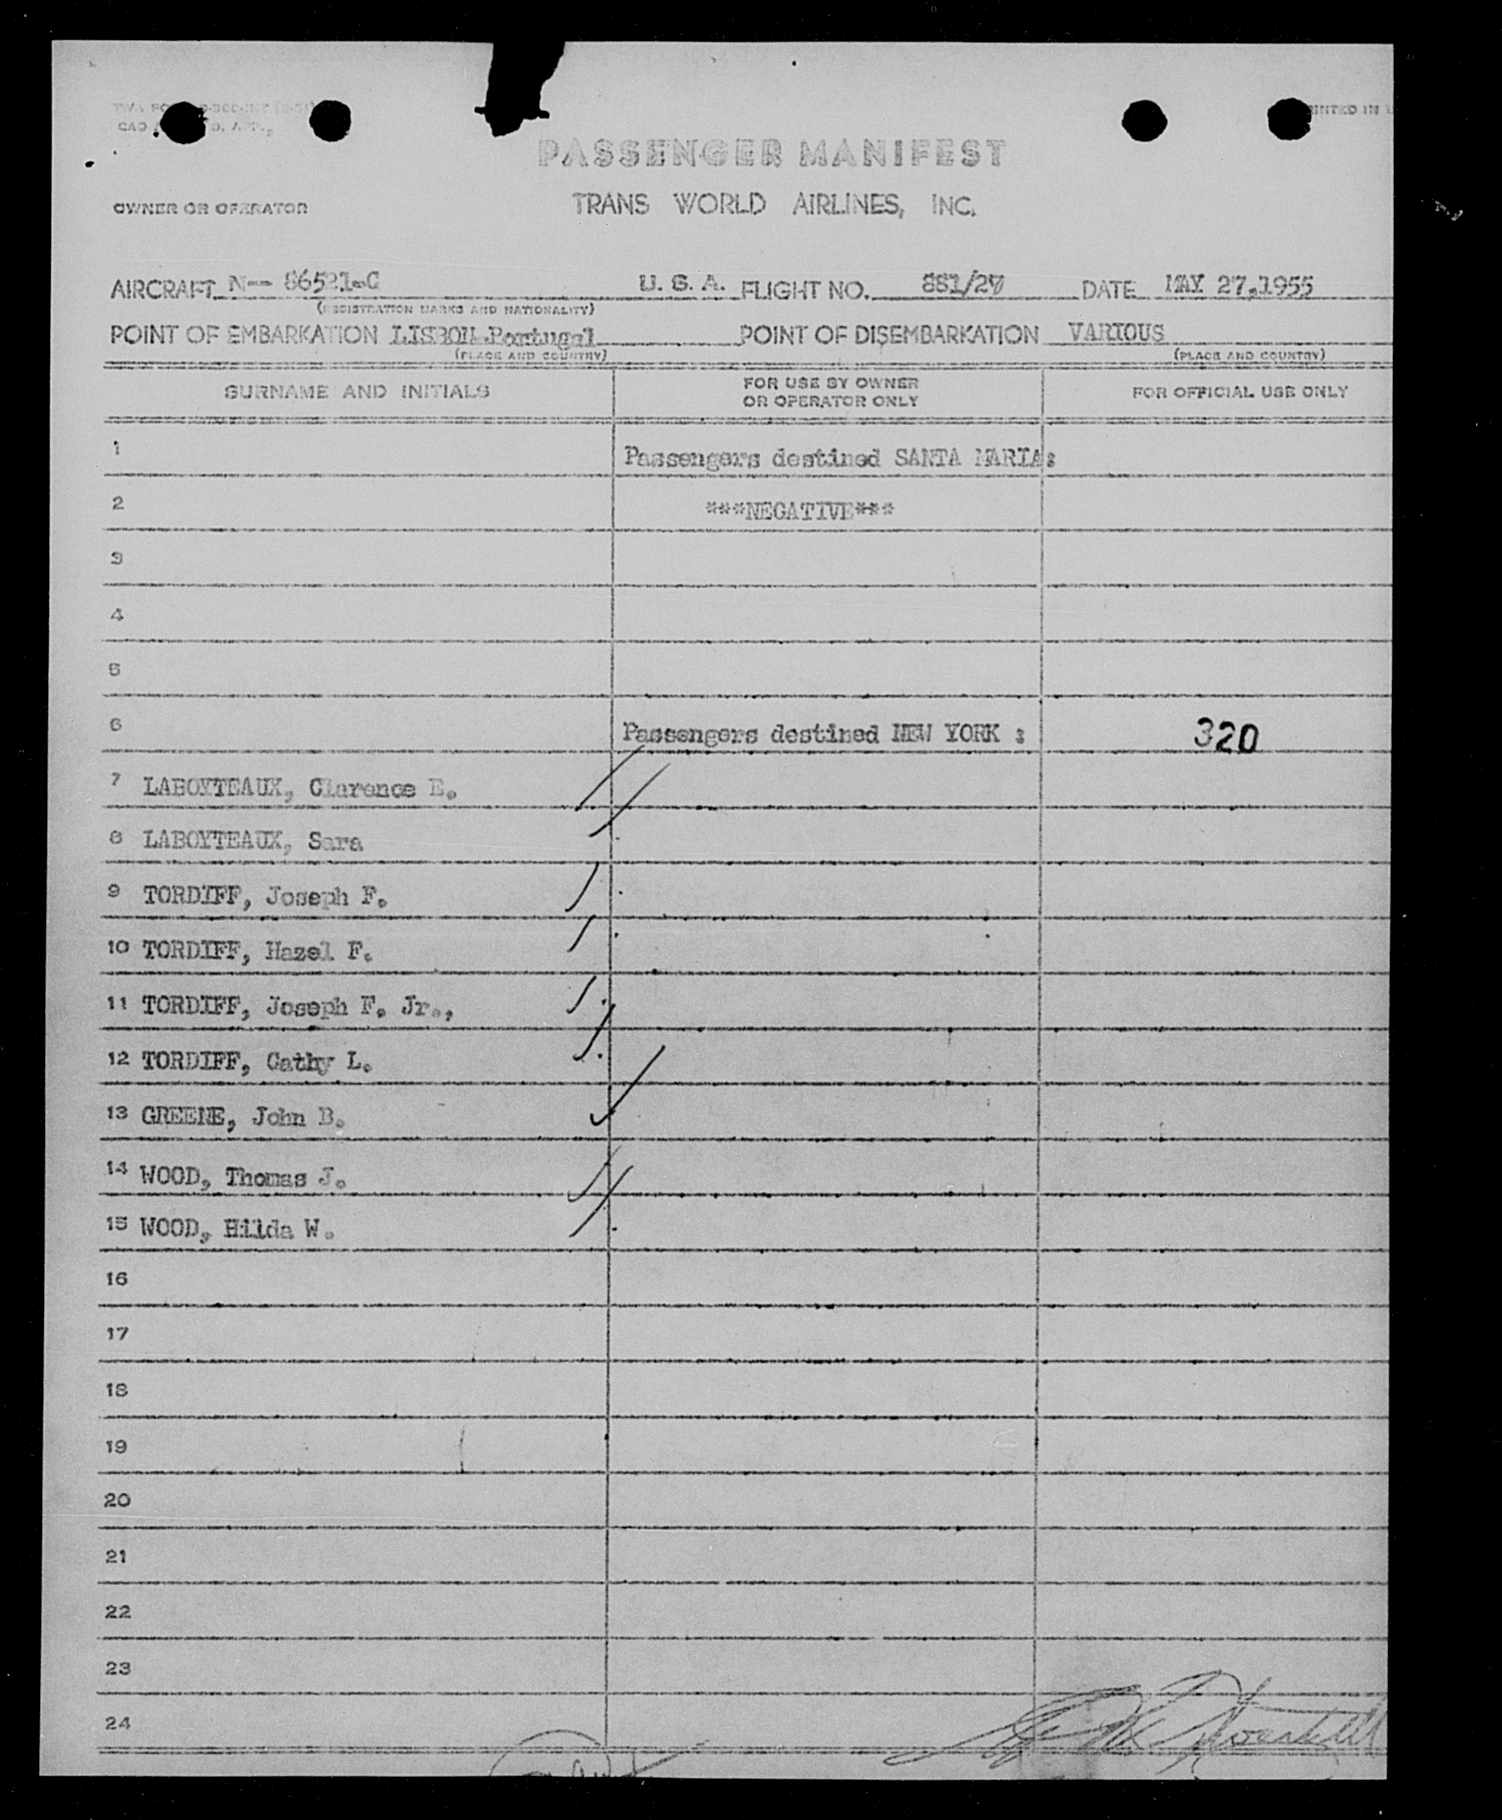 PRINTED IN U
PASSENGER MANIFEST
OWNER OR OPERATOR TRANS WORLD AIRLINES, INC.
AIRCRAFT N-- 86521-C U. S. A. FLIGHT NO. 881/27 DATE MAY 27,1955
(REGISTRATION MARKS AND NATIONALITY)
POINT OF EMBARKATION LISBON.Portugal POINT OF DISEMBARKATION VARIOUS
(PLACE AND COUNTRY) (PLACE AND COUNTRY)
SURNAME AND INITIALS FOR USE BY OWNER OR OPERATOR ONLY FOR OFFICIAL USE ONLY
1 Passengers destined SANTA MARIA:
2 ***NEGATIVE***
3
4
5
6 Passengers destined NEW YORK : 320
7 LABOYTEAUX, Clarence E.
8 LABOYTEAUX, Sara
9 TORDIFF, Joseph F.
10 TORDIFF, Hazel F.
11 TORDIFF, Joseph F. Jr.,
12 TORDIFF, Cathy L.
13 GREENE, John B.
14 WOOD, Thomas J.
15 WOOD, Hilda W.
16
17
18
19
20
21
22
23
24